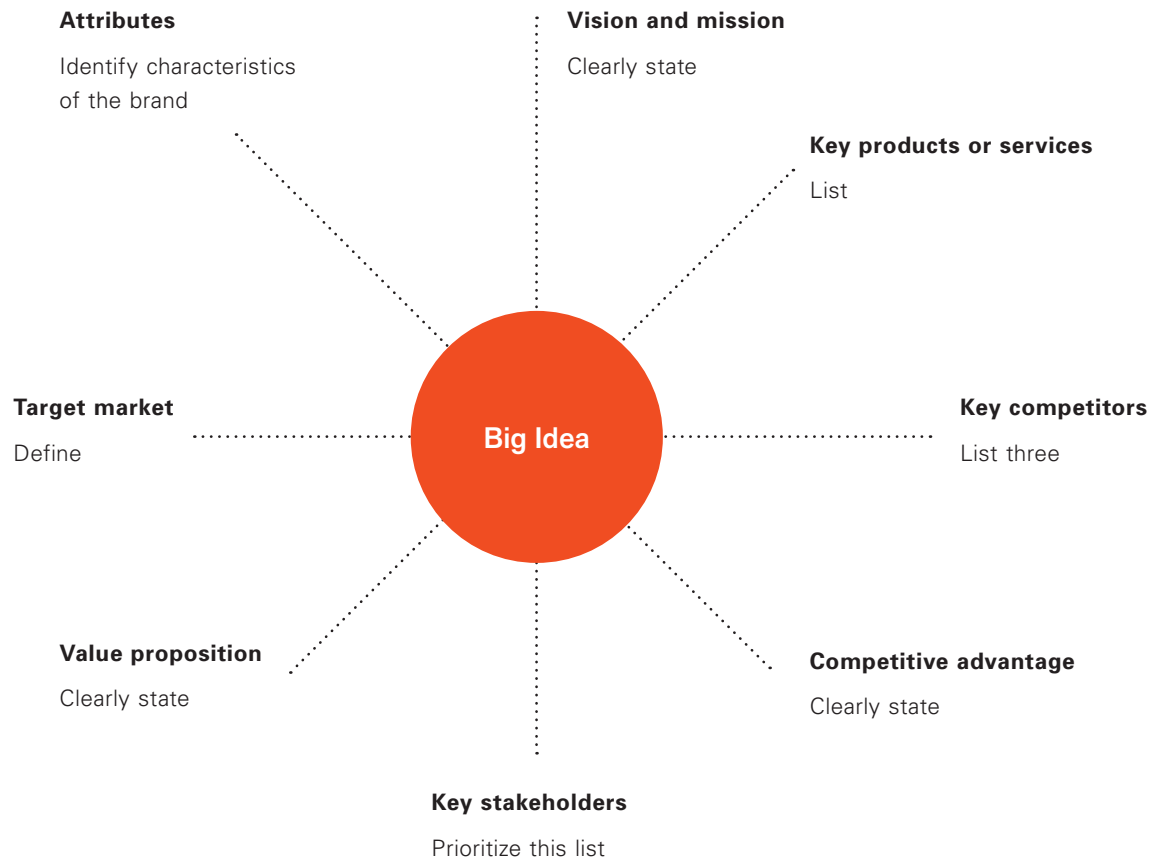 Attributes
Identify characteristics
of the brand
Vision and mission
Clearly state
Key products or services
List
Target market
Define
Big Idea
Key competitors
List three
Value proposition
Clearly state
Competitive advantage
Clearly state
Key stakeholders
Prioritize this list